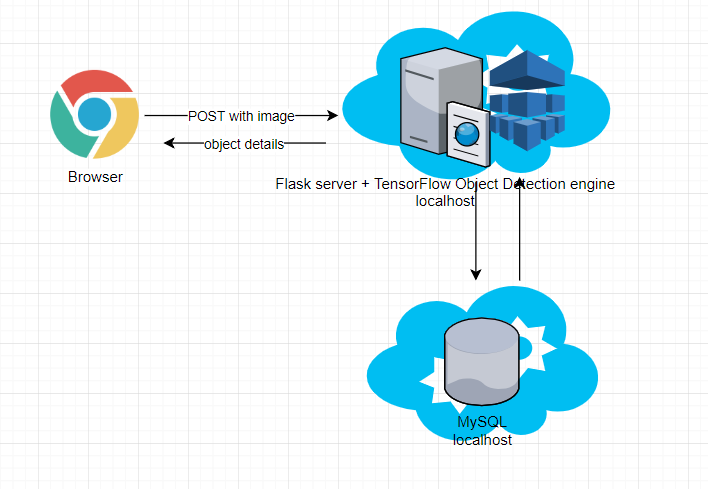 POST with image
object details
Browser
Flask server + TensorFlow Object Detection engine
localhost
MySQL
localhost